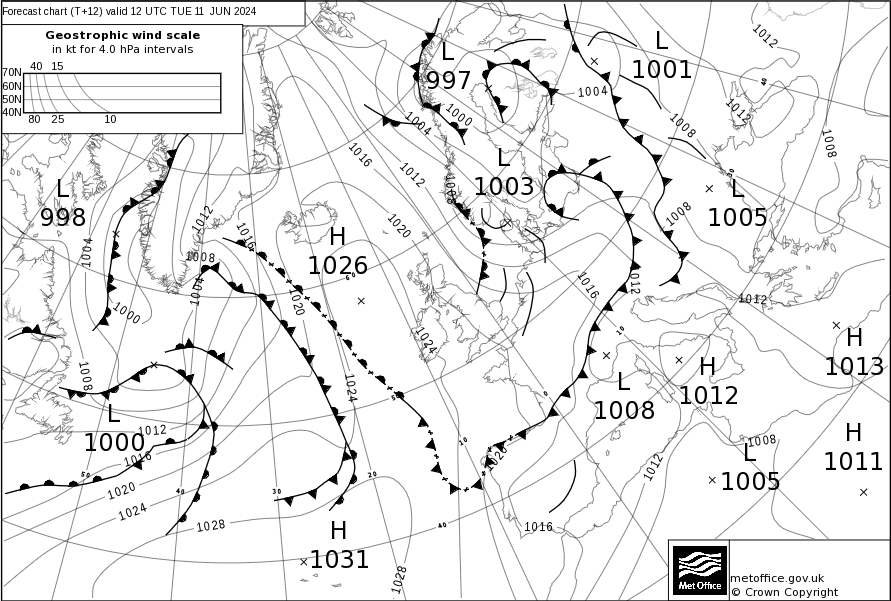 Forecast chart (T+12) valid 12 UTC TUE 11 JUN 2024
Geostrophic wind scale
in kt for 4.0 hPa intervals
40 15
70N
60N
50N
40N
80 25 10
L
997
L
1001
L
1003
L
1005
L
998
H
1026
L
1000
H
1031
L
1008
H
1012
H
1013
L
1005
H
1011
1012
1004
1008
1012
1008
1008
1000
1004
1016
1012
1008
1020
1012
1016
1008
1004
1004
1000
1020
1024
1024
1016
1012
1012
1008
1012
1016
1020
1024
1028
1028
1016
1012
1008
1020
50
40
30
20
10
0
10
40
metoffice.gov.uk
© Crown Copyright
Met Office